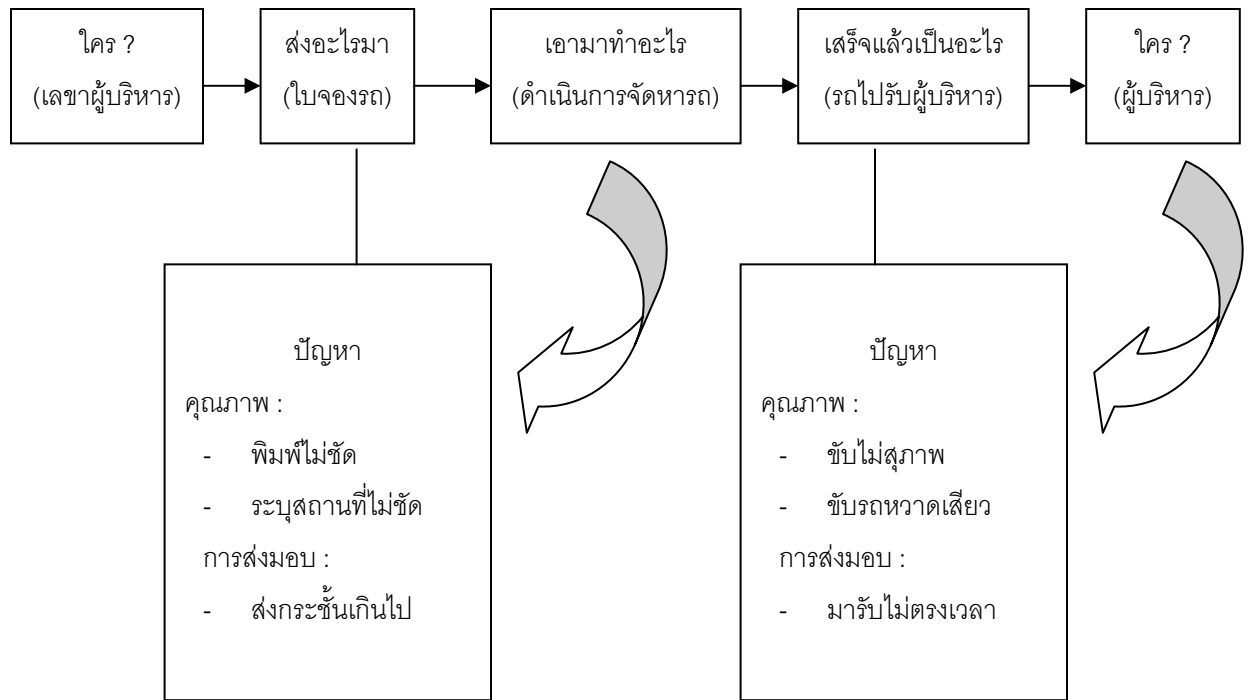 ใคร ?
(เลขาผู้บริหาร)
ส่งอะไรมา
(ใบจองรถ)
เอามาทำอะไร
(ดำเนินการจัดหารถ)
เสร็จแล้วเป็นอะไร
(รถไปรับผู้บริหาร)
ใคร ?
(ผู้บริหาร)
ปัญหา
คุณภาพ :
- พิมพ์ไม่ชัด
- ระบุสถานที่ไม่ชัด
การส่งมอบ :
- ส่งกระชั้นเกินไป
ปัญหา
คุณภาพ :
- ขับไม่สุภาพ
- ขับรถหวาดเสียว
การส่งมอบ :
- มารับไม่ตรงเวลา